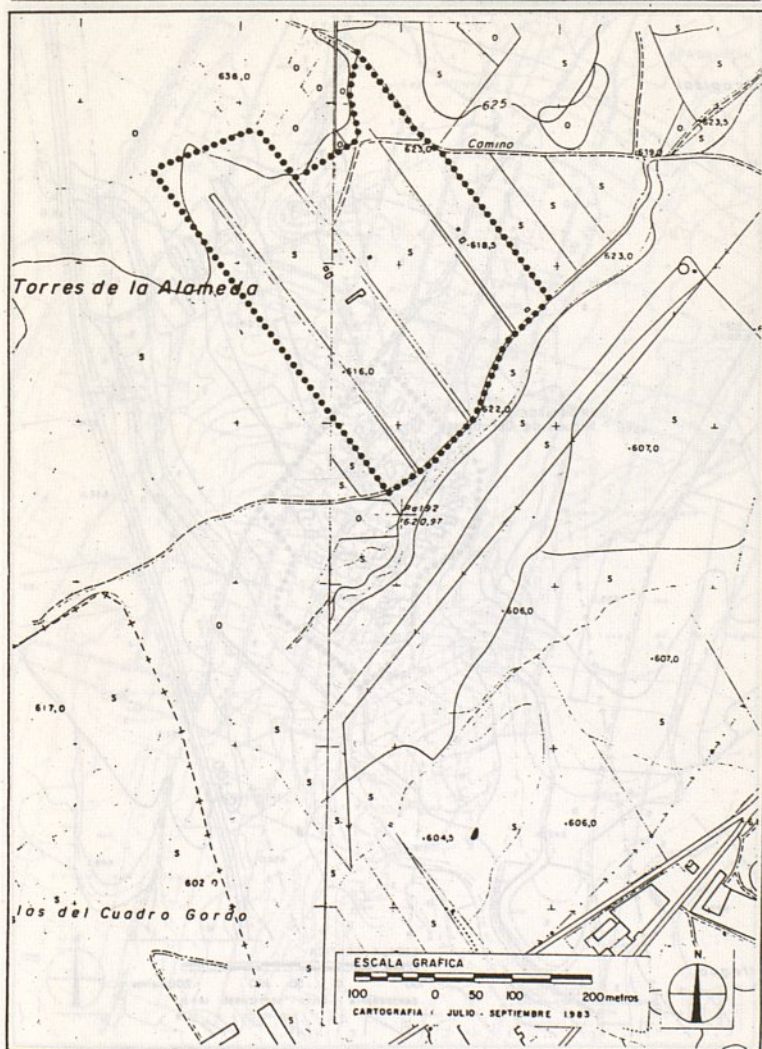 636,0
625
623,5
Camino
623,0
619,0
618,5
623,0
Torres de la Alameda
616,0
622,0
607,0
620,97
606,0
607,0
617,0
604,5
606,0
602
los del Cuadro Gordo
ESCALA GRAFICA
100 0 50 100 200 metros
CARTOGRAFIA : JULIO - SEPTIEMBRE 1983
N.